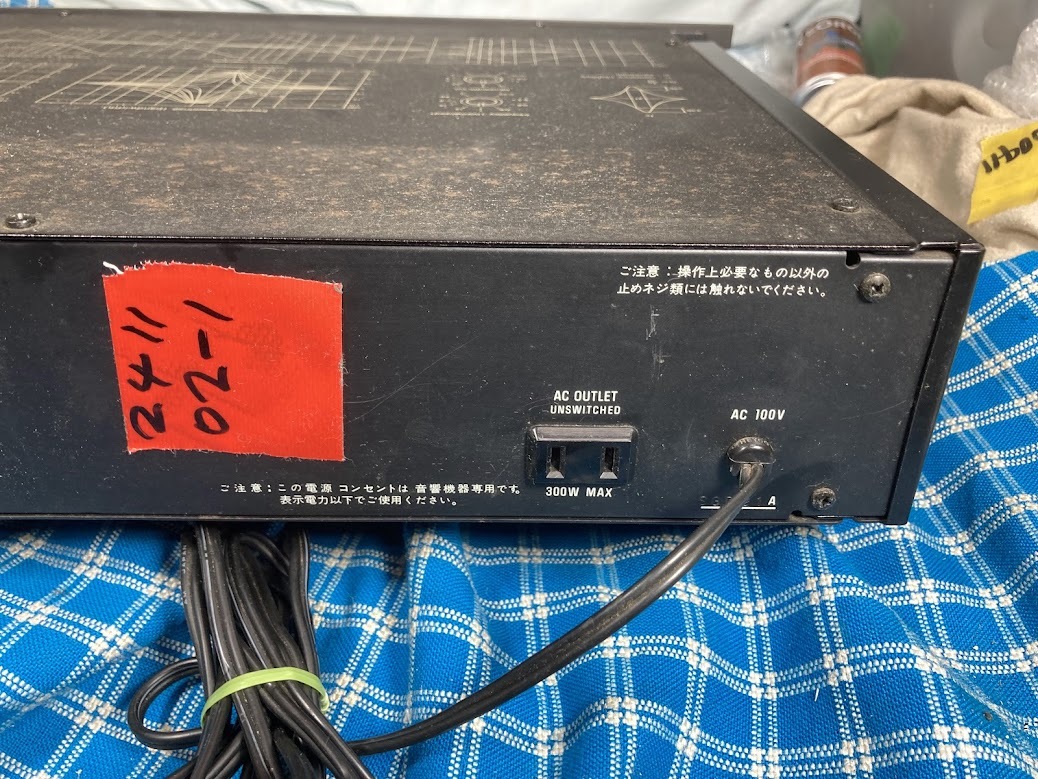 ご注意：操作上必要なもの以外の
止めネジ類には触れないでください。
2411
02-1
AC OUTLET
UNSWITCHED
AC 100V
300W MAX
ご注意：この電源コンセントは音響機器専用です。
表示電力以下でご使用ください。
A